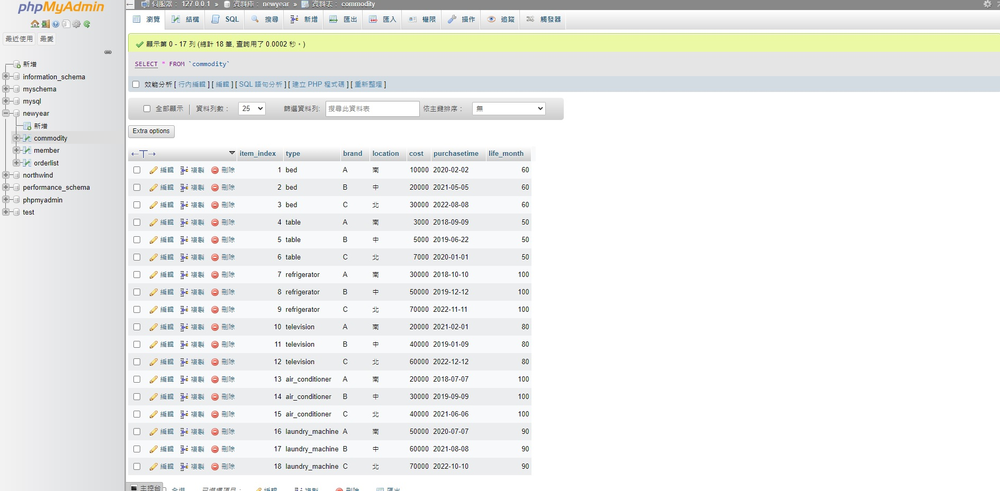 phpMyAdmin
最近使用 最愛
新增
information_schema
myschema
mysql
newyear
新增
commodity
member
orderlist
northwind
performance_schema
phpmyadmin
test
伺服器： 127.0.0.1 » 資料庫： newyear » 資料表： commodity
瀏覽 結構 SQL 搜尋 新增 匯出 匯入 權限 操作 追蹤 觸發器
顯示第 0 - 17 列 (總計 18 筆, 查詢用了 0.0002 秒。)
SELECT * FROM `commodity`
效能分析 [ 行內編輯 ] [ 編輯 ] [ SQL 語句分析 ] [ 建立 PHP 程式碼 ] [ 重新整理 ]
全部顯示 資料列數： 25 篩選資料列: 搜尋此資料表 依主鍵排序： 無
Extra options
←T→ item_index type brand location cost purchasetime life_month
編輯 複製 刪除 1 bed A 南 10000 2020-02-02 60
編輯 複製 刪除 2 bed B 中 20000 2021-05-05 60
編輯 複製 刪除 3 bed C 北 30000 2022-08-08 60
編輯 複製 刪除 4 table A 南 3000 2018-09-09 50
編輯 複製 刪除 5 table B 中 5000 2019-06-22 50
編輯 複製 刪除 6 table C 北 7000 2020-01-01 50
編輯 複製 刪除 7 refrigerator A 南 30000 2018-10-10 100
編輯 複製 刪除 8 refrigerator B 中 50000 2019-12-12 100
編輯 複製 刪除 9 refrigerator C 北 70000 2022-11-11 100
編輯 複製 刪除 10 television A 南 20000 2021-02-01 80
編輯 複製 刪除 11 television B 中 40000 2019-01-09 80
編輯 複製 刪除 12 television C 北 60000 2022-12-12 80
編輯 複製 刪除 13 air_conditioner A 南 20000 2018-07-07 100
編輯 複製 刪除 14 air_conditioner B 中 30000 2019-09-09 100
編輯 複製 刪除 15 air_conditioner C 北 40000 2021-06-06 100
編輯 複製 刪除 16 laundry_machine A 南 50000 2020-07-07 90
編輯 複製 刪除 17 laundry_machine B 中 60000 2021-08-08 90
編輯 複製 刪除 18 laundry_machine C 北 70000 2022-10-10 90
主控台 全選 已選擇項目： 編輯 複製 刪除 匯出